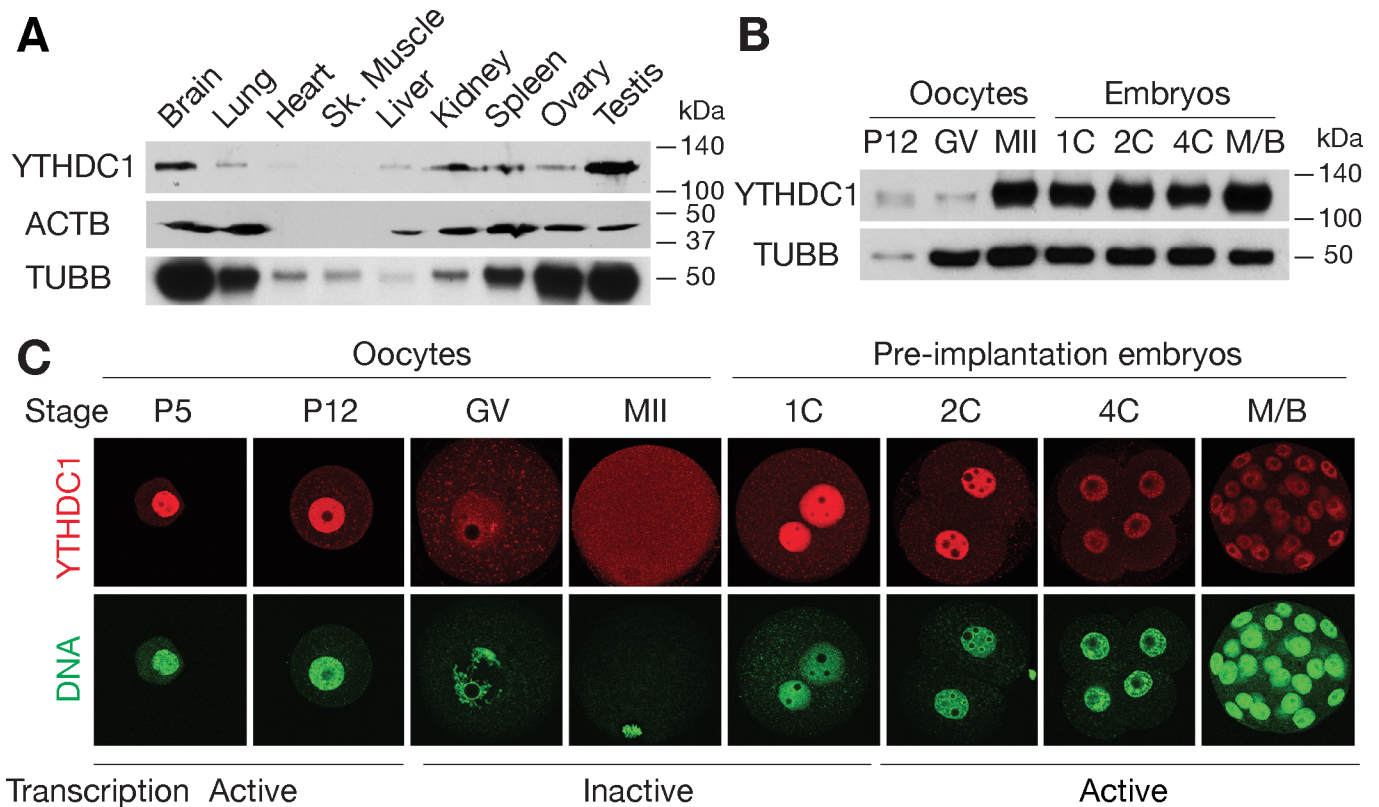 A
Brain Lung Heart Sk. Muscle Liver Kidney Spleen Ovary Testis
kDa
YTHDC1
140
100
ACTB
50
37
TUBB
50
B
Oocytes Embryos
P12 GV MII 1C 2C 4C M/B
kDa
YTHDC1
140
100
TUBB
50
C
Oocytes Pre-implantation embryos
Stage P5 P12 GV MII 1C 2C 4C M/B
YTHDC1
DNA
Transcription Active Inactive Active